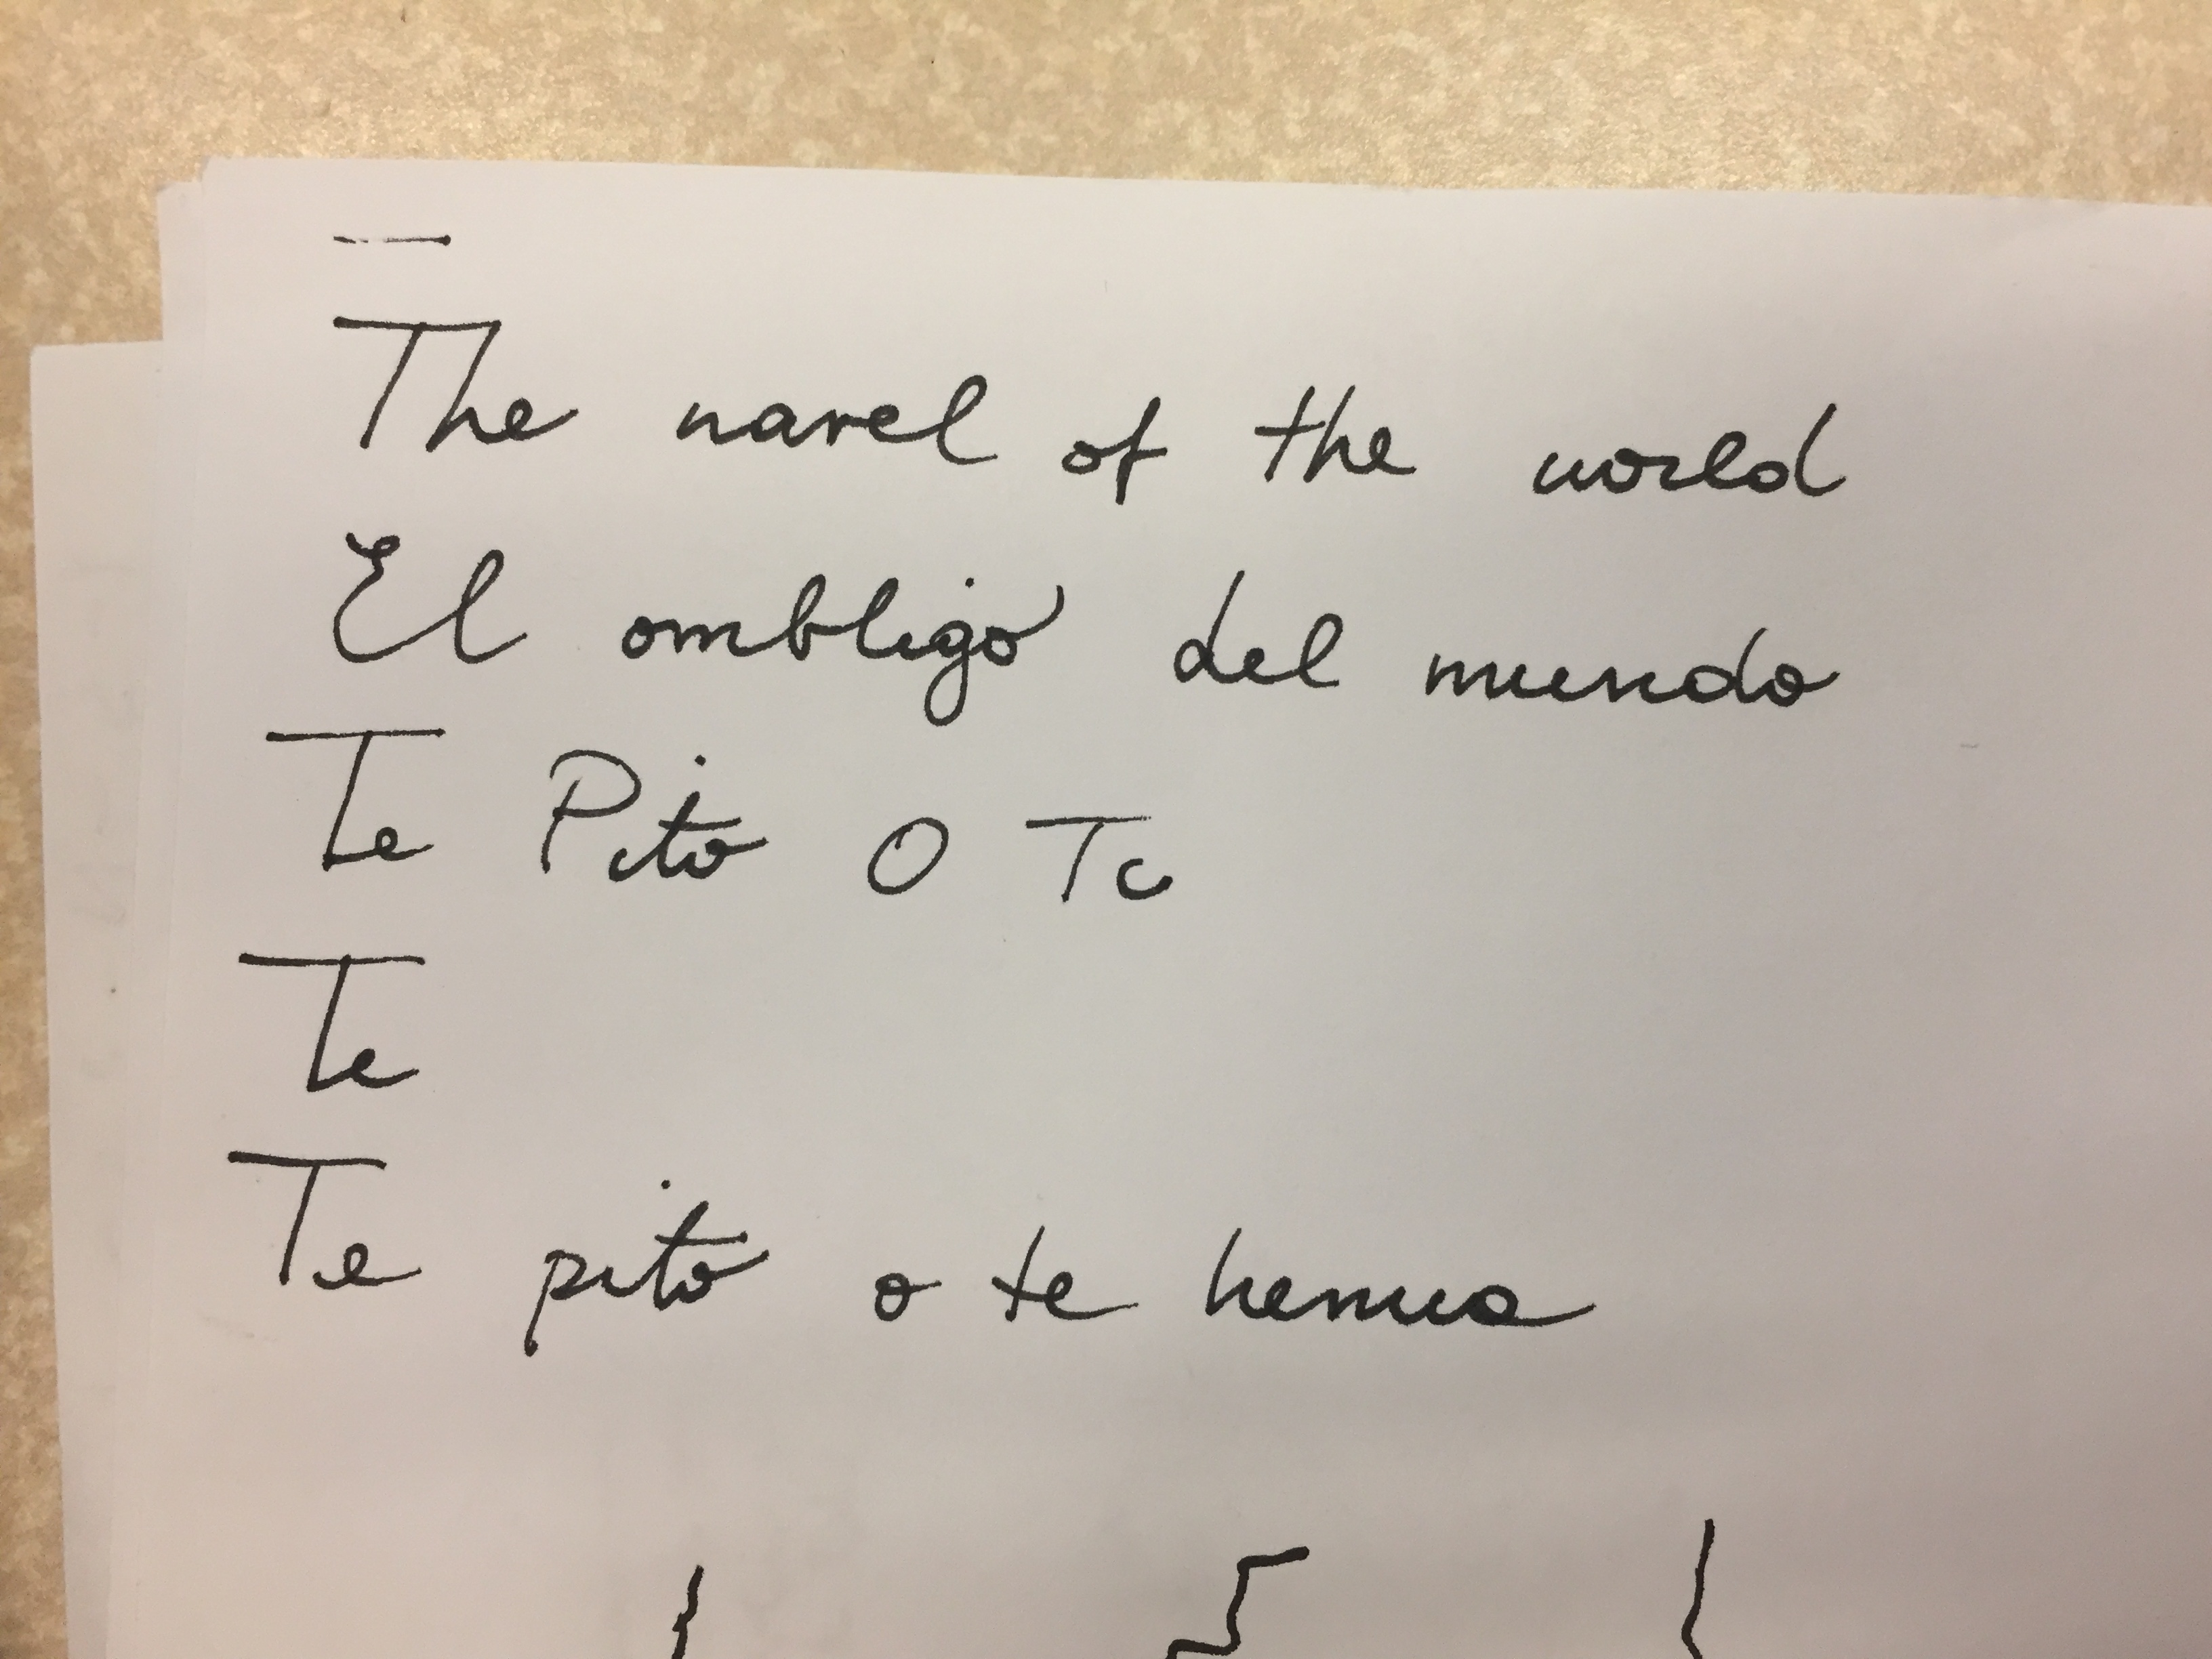 The navel of the world
El ombligo del mundo
Te Pito O Te
Te
Te pito o te henua